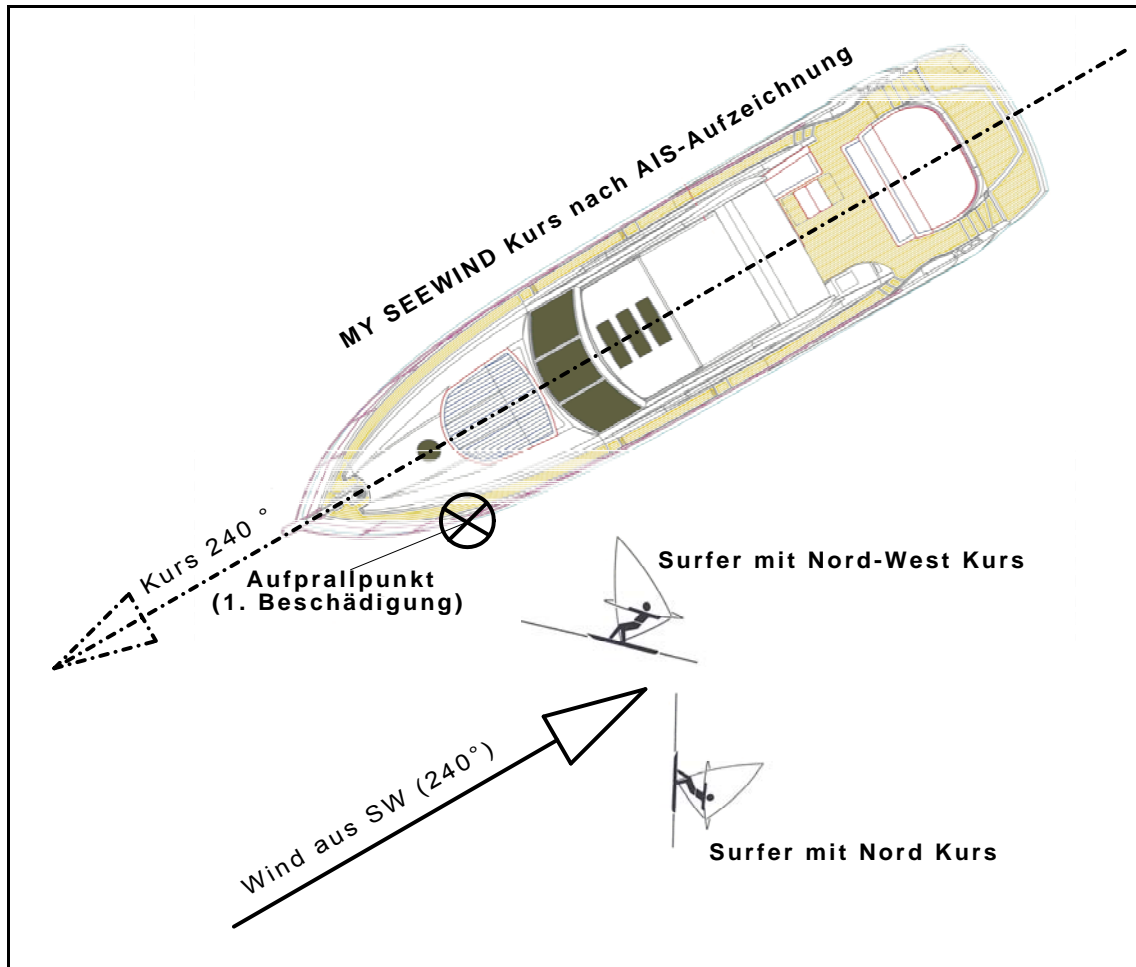 MY SEEWIND Kurs nach AIS-Aufzeichnung
Kurs 240 °
Aufprallpunkt
(1. Beschädigung)
Surfer mit Nord-West Kurs
Wind aus SW (240°)
Surfer mit Nord Kurs